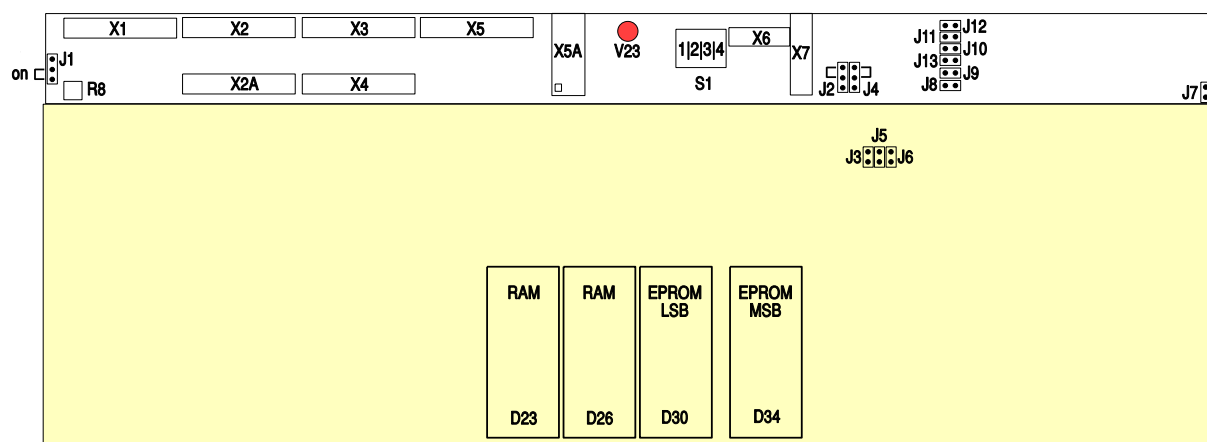 X1 X2 X3 X5 X5A V23 1|2|3|4 X6 X7 J12
J11
J10
J13
J9
J8
on J1
R8 X2A X4 S1 J2 J4 J7
J5
J3 J6
RAM RAM EPROM LSB EPROM MSB
D23 D26 D30 D34